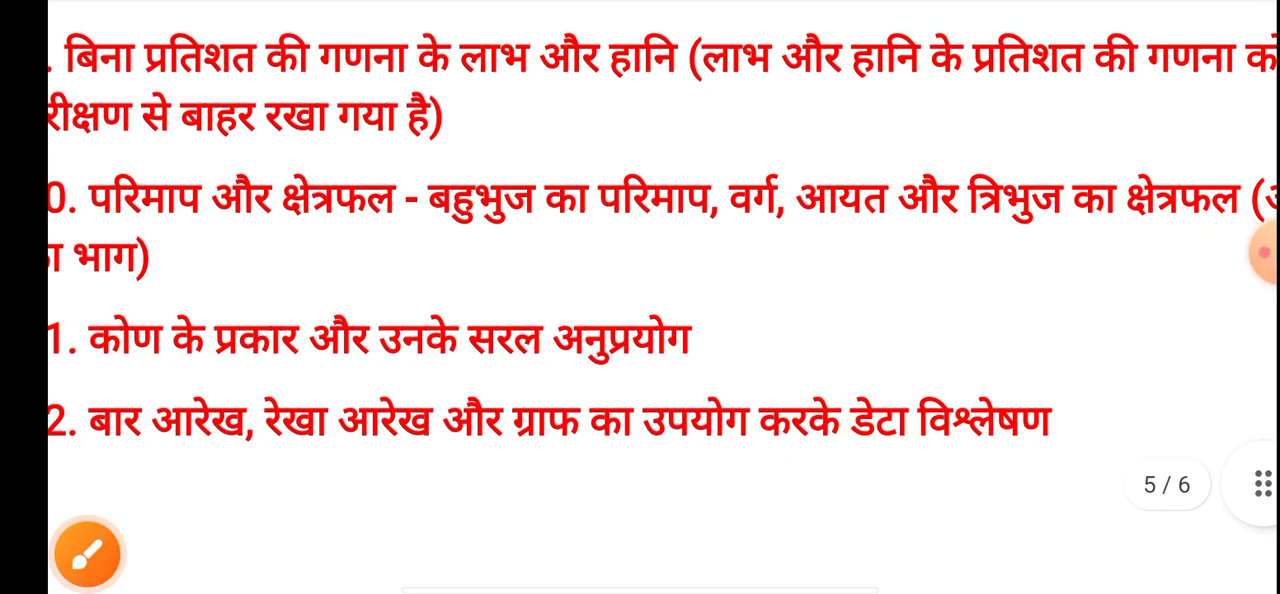 . बिना प्रतिशत की गणना के लाभ और हानि (लाभ और हानि के प्रतिशत की गणना को
रीक्षण से बाहर रखा गया है)
0. परिमाप और क्षेत्रफल - बहुभुज का परिमाप, वर्ग, आयत और त्रिभुज का क्षेत्रफल (
भाग)
1. कोण के प्रकार और उनके सरल अनुप्रयोग
2. बार आरेख, रेखा आरेख और ग्राफ का उपयोग करके डेटा विश्लेषण
5 / 6